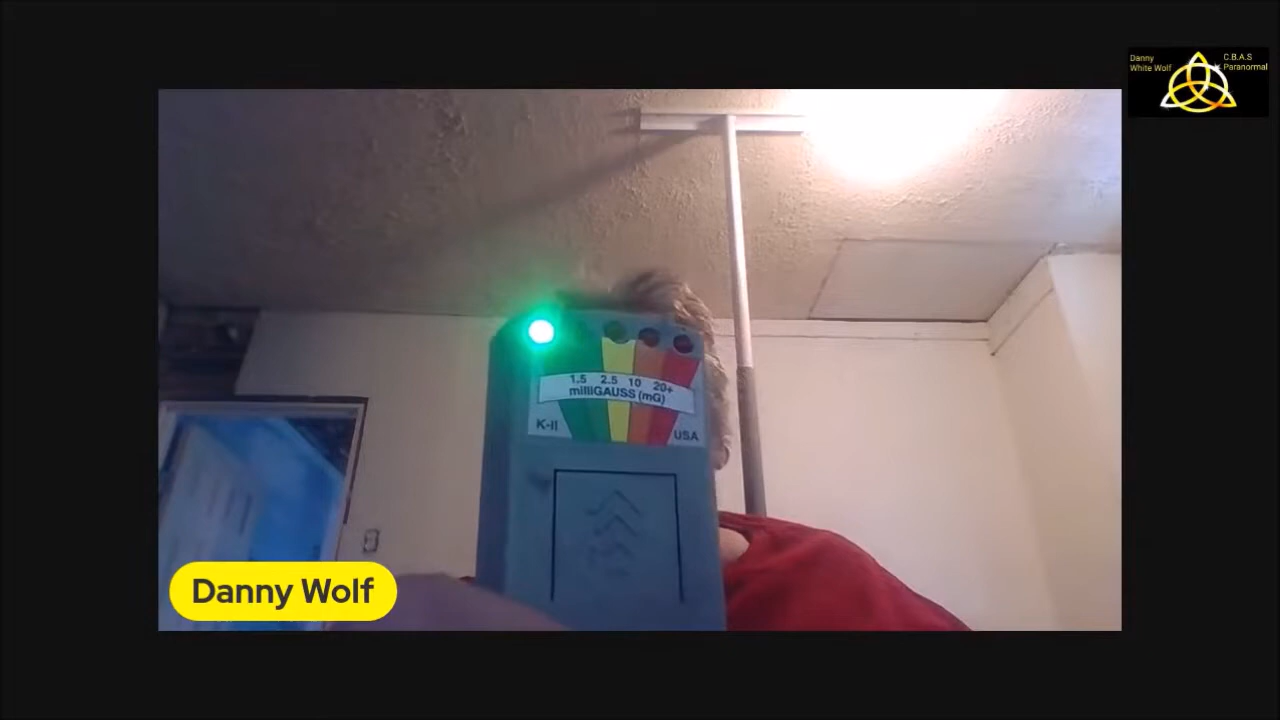 Danny
White Wolf
C.B.A.S
Paranormal
1.5 2.5 10 20+
milliGAUSS (mG)
K-II
USA
Danny Wolf